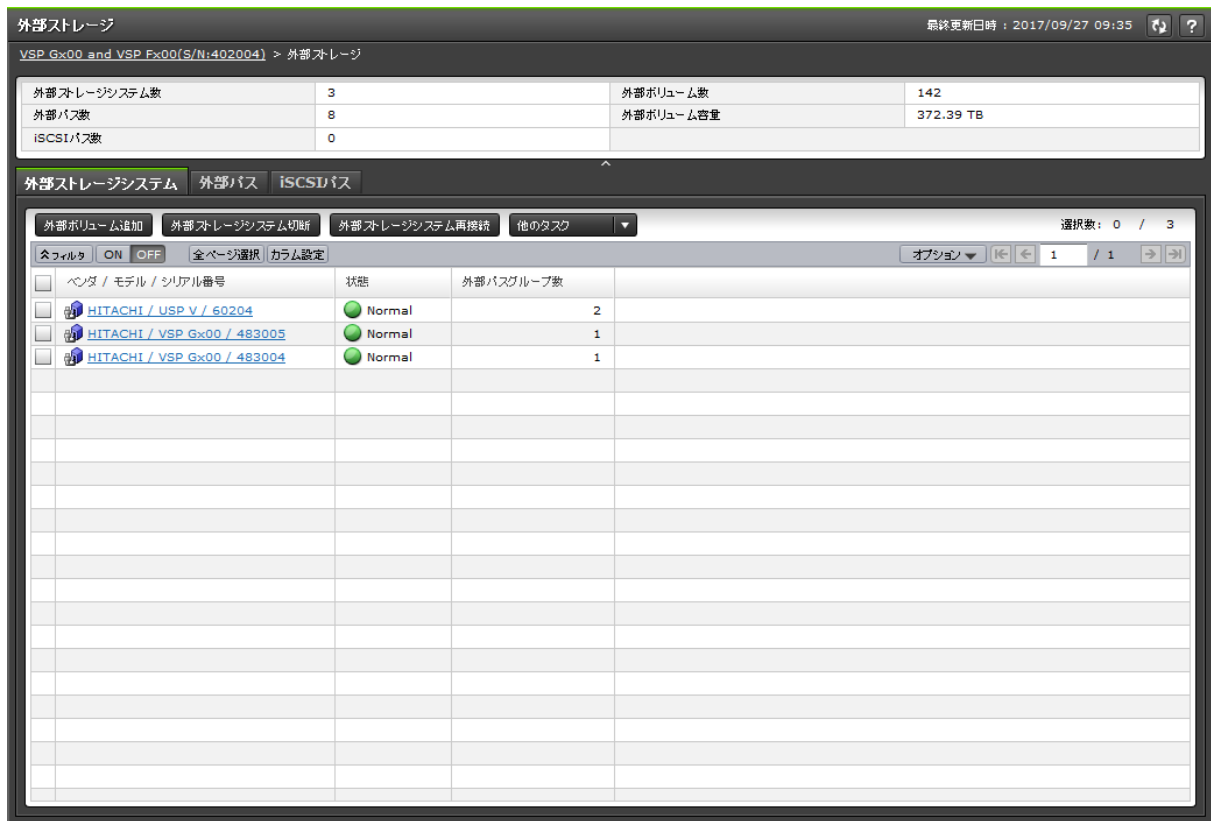 外部ストレージ 最終更新日時 : 2017/09/27 09:35 ?
VSP Gx00 and VSP Fx00(S/N:402004) > 外部ストレージ
外部ストレージシステム数 3 外部ボリューム数 142
外部パス数 8 外部ボリューム容量 372.39 TB
iSCSIパス数 0
外部ストレージシステム 外部パス iSCSIパス
外部ボリューム追加 外部ストレージシステム切断 外部ストレージシステム再接続 他のタスク 選択数: 0 / 3
フィルタ ON OFF 全ページ選択 カラム設定 オプション 1 / 1
ベンダ / モデル / シリアル番号 状態 外部パスグループ数
HITACHI / USP V / 60204 Normal 2
HITACHI / VSP Gx00 / 483005 Normal 1
HITACHI / VSP Gx00 / 483004 Normal 1